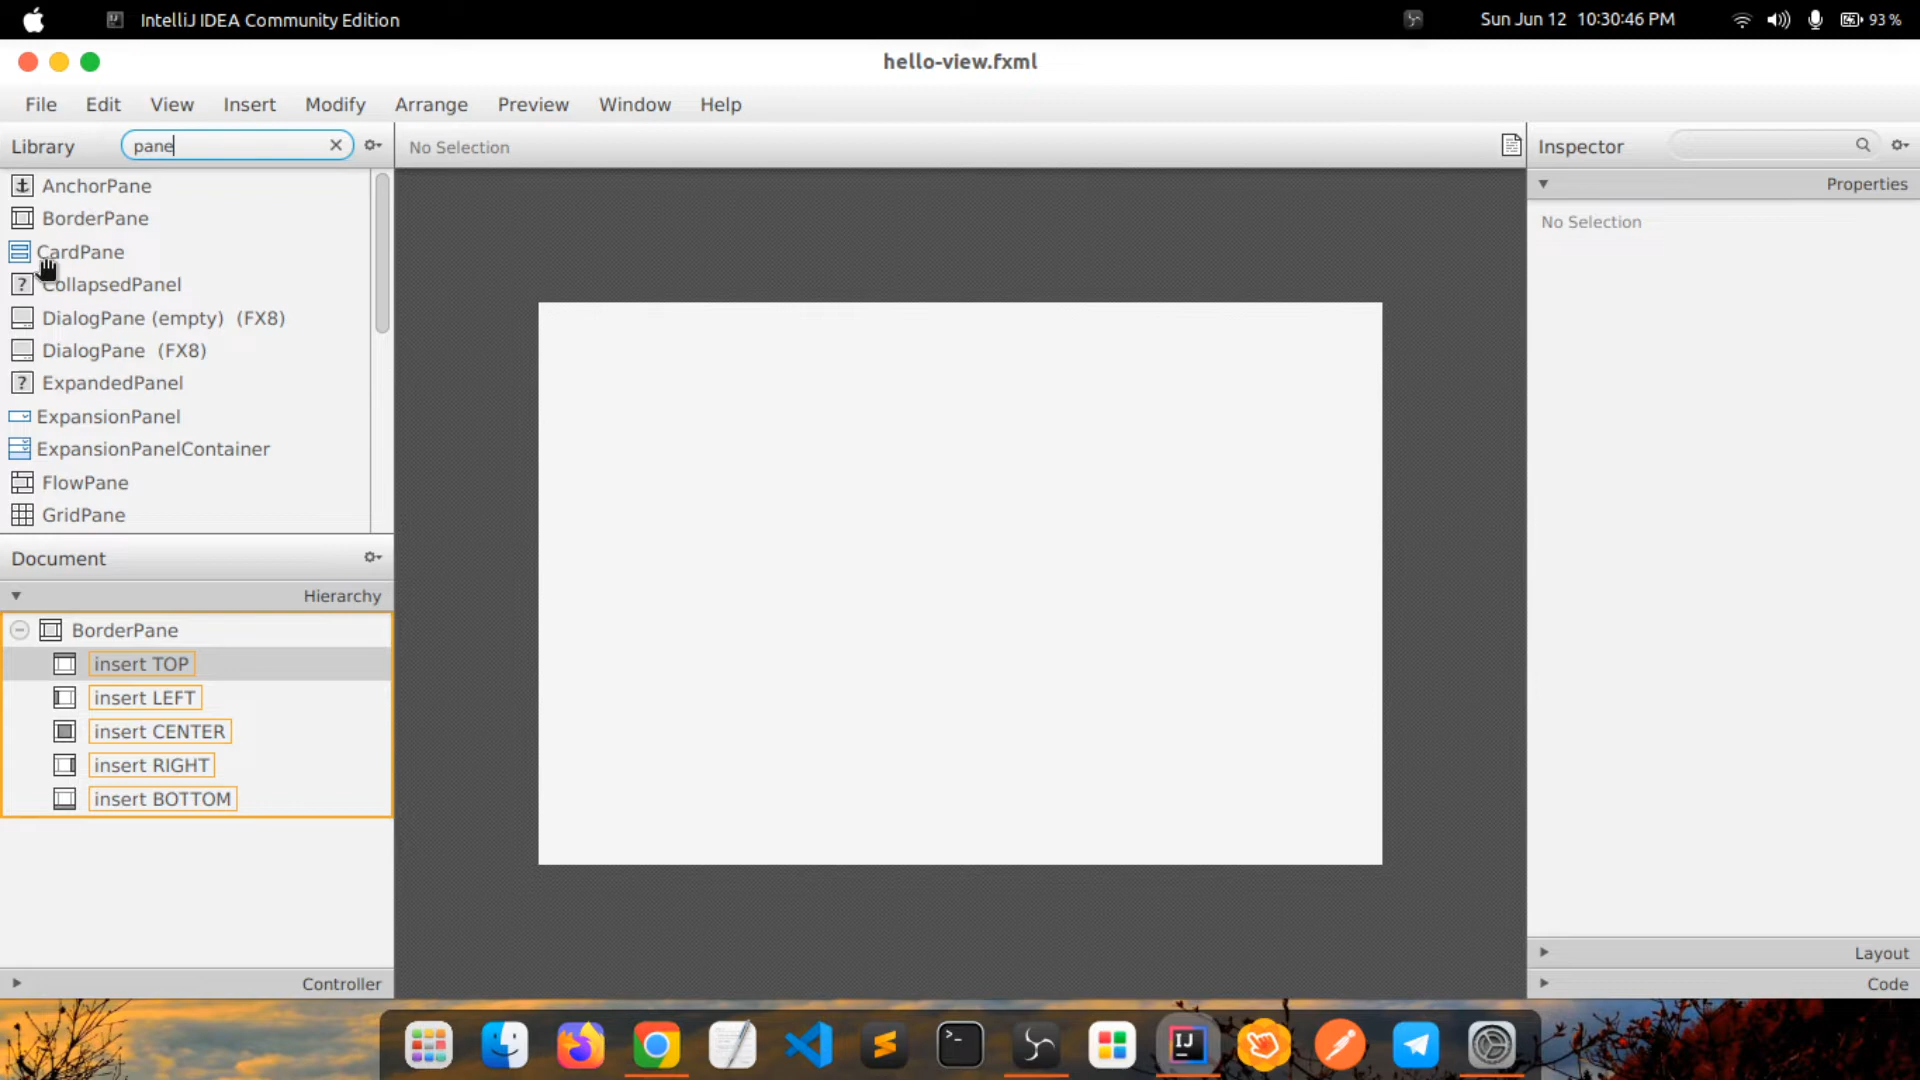 IntelliJ IDEA Community Edition
Sun Jun 12 10:30:46 PM
93 %
hello-view.fxml
File Edit View Insert Modify Arrange Preview Window Help
Library
pane
No Selection
Inspector
AnchorPane
BorderPane
CardPane
CollapsedPanel
DialogPane (empty) (FX8)
DialogPane (FX8)
ExpandedPanel
ExpansionPanel
ExpansionPanelContainer
FlowPane
GridPane
Properties
No Selection
Document
Hierarchy
BorderPane
insert TOP
insert LEFT
insert CENTER
insert RIGHT
insert BOTTOM
Controller
Layout
Code
IJ